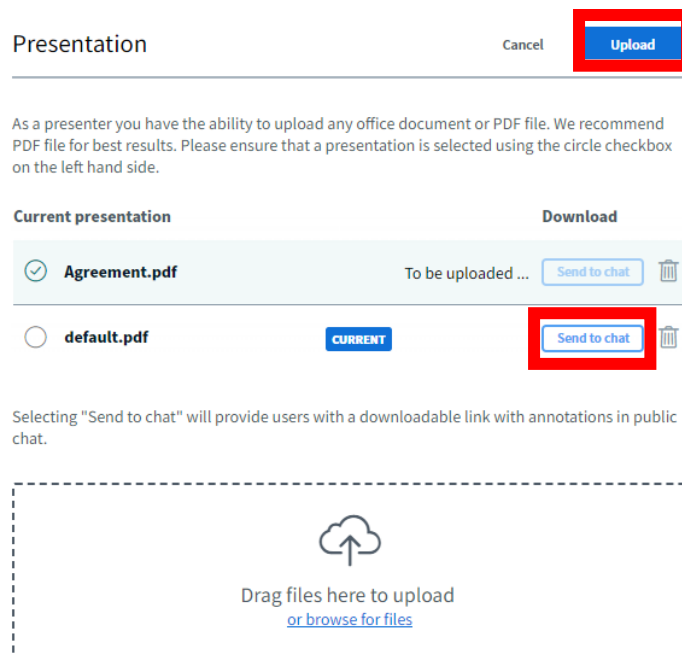 Presentation Cancel Upload
As a presenter you have the ability to upload any office document or PDF file. We recommend
PDF file for best results. Please ensure that a presentation is selected using the circle checkbox
on the left hand side.
Current presentation Download
Agreement.pdf To be uploaded ... Send to chat
default.pdf CURRENT Send to chat
Selecting "Send to chat" will provide users with a downloadable link with annotations in public
chat.
Drag files here to upload
or browse for files